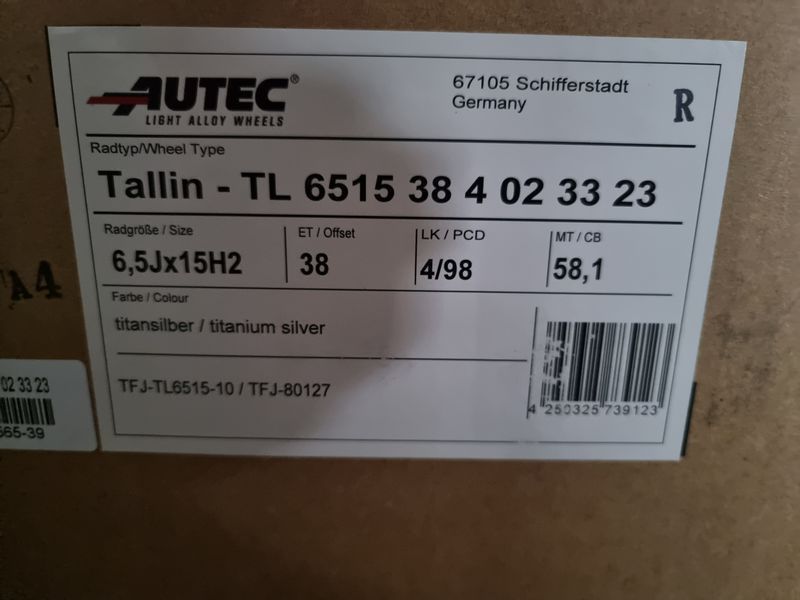 AUTEC®
LIGHT ALLOY WHEELS
67105 Schifferstadt
Germany
R
Radtyp/Wheel Type
Tallin - TL 6515 38 4 02 33 23
Radgröße / Size
6,5Jx15H2
ET / Offset
38
LK / PCD
4/98
MT / CB
58,1
Farbe / Colour
titansilber / titanium silver
TFJ-TL6515-10 / TFJ-80127
4 250325 739123
A4
02 33 23
665-39